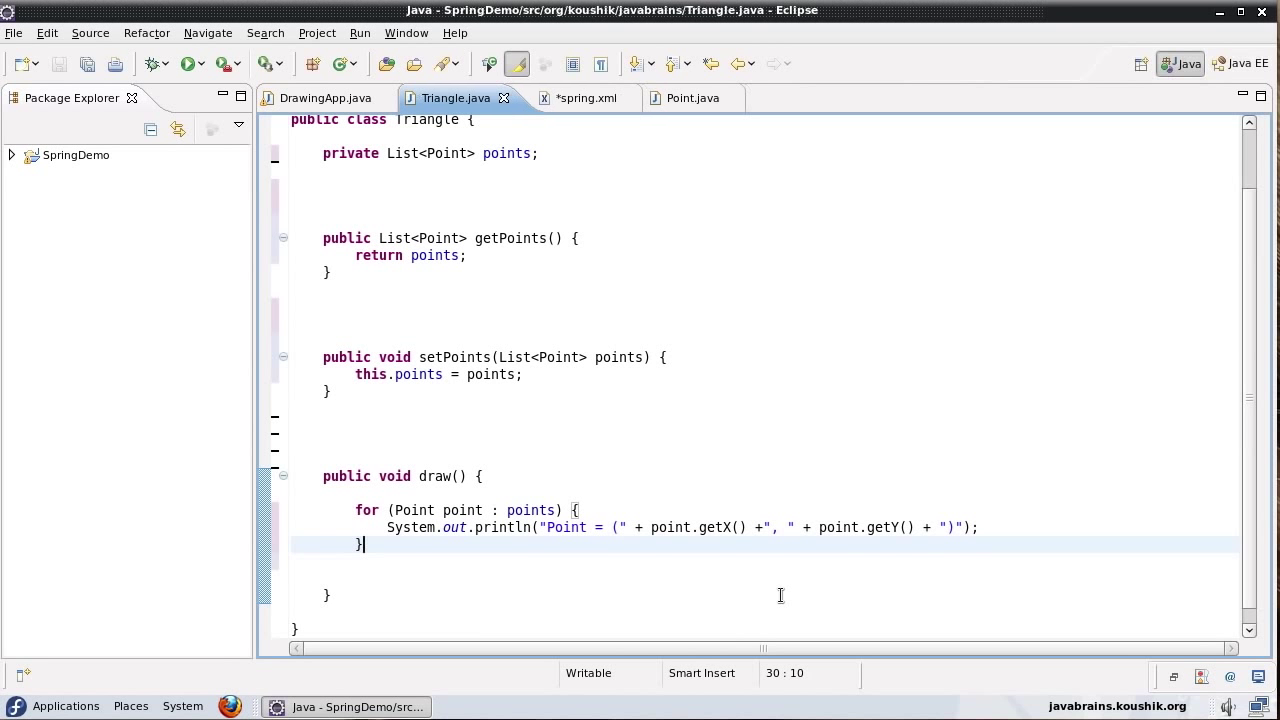 Java - SpringDemo/src/org/koushik/javabrains/Triangle.java - Eclipse
File Edit Source Refactor Navigate Search Project Run Window Help
Java Java EE
Package Explorer
DrawingApp.java Triangle.java *spring.xml Point.java
SpringDemo
public class Triangle {
private List<Point> points;
public List<Point> getPoints() {
return points;
}
public void setPoints(List<Point> points) {
this.points = points;
}
public void draw() {
for (Point point : points) {
System.out.println("Point = (" + point.getX() +", " + point.getY() + ")");
}
}
}
Writable Smart Insert 30 : 10
Applications Places System Java - SpringDemo/src... javabrains.koushik.org